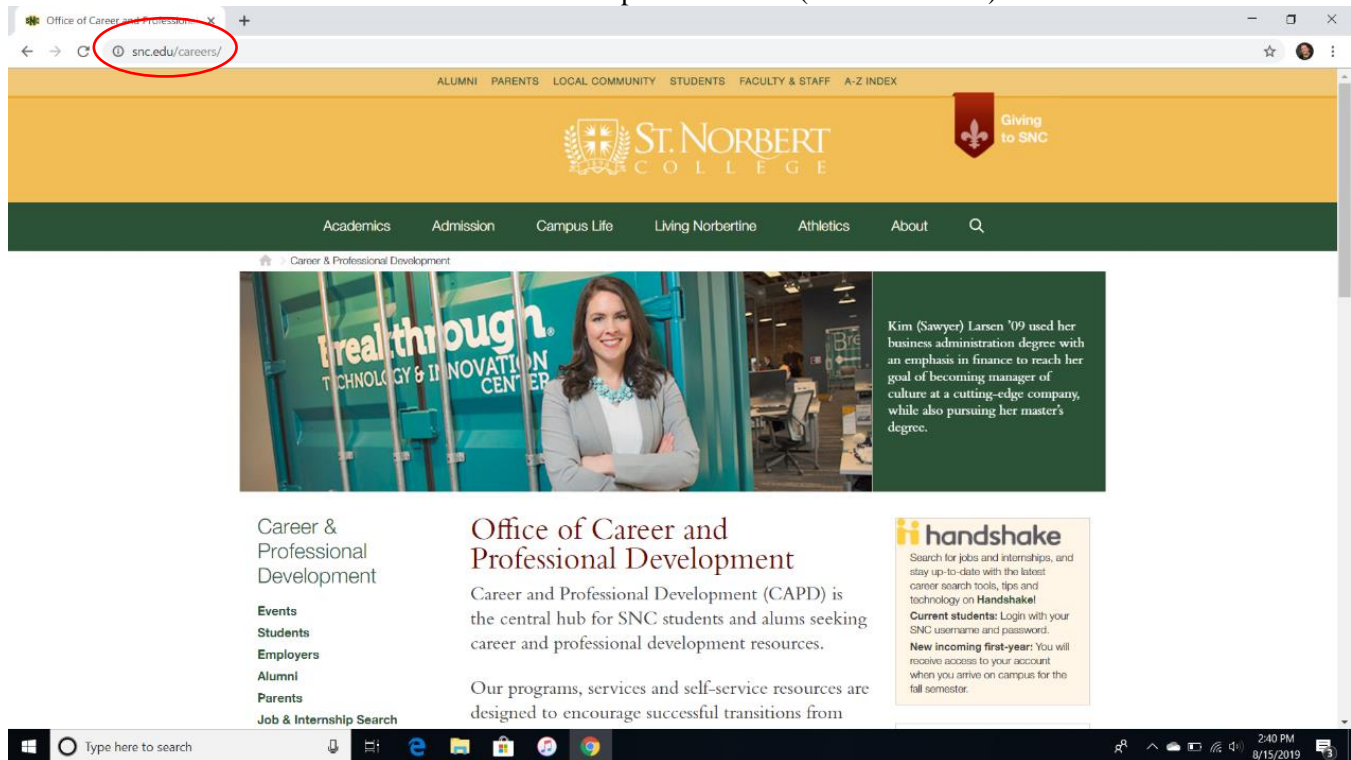 Office of Career and Profession
snc.edu/careers/
ALUMNI PARENTS LOCAL COMMUNITY STUDENTS FACULTY & STAFF A-Z INDEX
ST. NORBERT
COLLEGE
Giving
to SNC
Academics Admission Campus Life Living Norbertine Athletics About
Career & Professional Development
Breakthrough.
TECHNOLOGY & INNOVATION
CENTER
Bre
Kim (Sawyer) Larsen '09 used her
business administration degree with
an emphasis in finance to reach her
goal of becoming manager of
culture at a cutting-edge company,
while also pursuing her master's
degree.
Career &
Professional
Development
Events
Students
Employers
Alumni
Parents
Job & Internship Search
Office of Career and
Professional Development
Career and Professional Development (CAPD) is
the central hub for SNC students and alums seeking
career and professional development resources.
Our programs, services and self-service resources are
designed to encourage successful transitions from
handshake
Search for jobs and internships, and
stay up-to-date with the latest
career search tools, tips and
technology on Handshake!
Current students: Login with your
SNC username and password.
New incoming first-year: You will
receive access to your account
when you arrive on campus for the
fall semester.
Type here to search
2:40 PM
8/15/2019
3